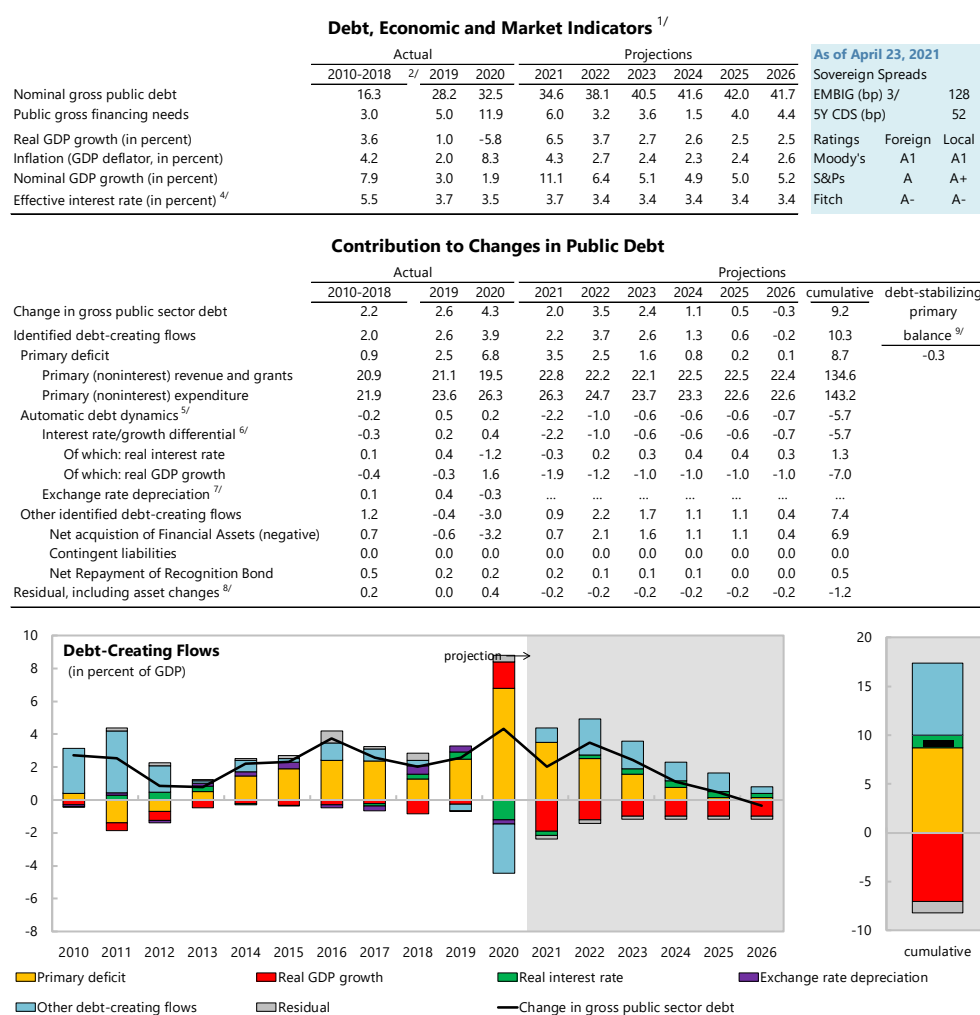 Debt, Economic and Market Indicators 1/
Actual Projections As of April 23, 2021
2010-2018 2/ 2019 2020 2021 2022 2023 2024 2025 2026 Sovereign Spreads
Nominal gross public debt 16.3 28.2 32.5 34.6 38.1 40.5 41.6 42.0 41.7 EMBIG (bp) 3/ 128
Public gross financing needs 3.0 5.0 11.9 6.0 3.2 3.6 1.5 4.0 4.4 5Y CDS (bp) 52
Real GDP growth (in percent) 3.6 1.0 -5.8 6.5 3.7 2.7 2.6 2.5 2.5 Ratings Foreign Local
Inflation (GDP deflator, in percent) 4.2 2.0 8.3 4.3 2.7 2.4 2.3 2.4 2.6 Moody's A1 A1
Nominal GDP growth (in percent) 7.9 3.0 1.9 11.1 6.4 5.1 4.9 5.0 5.2 S&Ps A A+
Effective interest rate (in percent) 4/ 5.5 3.7 3.5 3.7 3.4 3.4 3.4 3.4 3.4 Fitch A- A-
Contribution to Changes in Public Debt
Actual Projections
2010-2018 2019 2020 2021 2022 2023 2024 2025 2026 cumulative debt-stabilizing
Change in gross public sector debt 2.2 2.6 4.3 2.0 3.5 2.4 1.1 0.5 -0.3 9.2 primary
Identified debt-creating flows 2.0 2.6 3.9 2.2 3.7 2.6 1.3 0.6 -0.2 10.3 balance 9/
Primary deficit 0.9 2.5 6.8 3.5 2.5 1.6 0.8 0.2 0.1 8.7 -0.3
Primary (noninterest) revenue and grants 20.9 21.1 19.5 22.8 22.2 22.1 22.5 22.5 22.4 134.6
Primary (noninterest) expenditure 21.9 23.6 26.3 26.3 24.7 23.7 23.3 22.6 22.6 143.2
Automatic debt dynamics 5/ -0.2 0.5 0.2 -2.2 -1.0 -0.6 -0.6 -0.6 -0.7 -5.7
Interest rate/growth differential 6/ -0.3 0.2 0.4 -2.2 -1.0 -0.6 -0.6 -0.6 -0.7 -5.7
Of which: real interest rate 0.1 0.4 -1.2 -0.3 0.2 0.3 0.4 0.4 0.3 1.3
Of which: real GDP growth -0.4 -0.3 1.6 -1.9 -1.2 -1.0 -1.0 -1.0 -1.0 -7.0
Exchange rate depreciation 7/ 0.1 0.4 -0.3 ... ... ... ... ... ... ...
Other identified debt-creating flows 1.2 -0.4 -3.0 0.9 2.2 1.7 1.1 1.1 0.4 7.4
Net acquistion of Financial Assets (negative) 0.7 -0.6 -3.2 0.7 2.1 1.6 1.1 1.1 0.4 6.9
Contingent liabilities 0.0 0.0 0.0 0.0 0.0 0.0 0.0 0.0 0.0 0.0
Net Repayment of Recognition Bond 0.5 0.2 0.2 0.2 0.1 0.1 0.1 0.0 0.0 0.5
Residual, including asset changes 8/ 0.2 0.0 0.4 -0.2 -0.2 -0.2 -0.2 -0.2 -0.2 -1.2
Debt-Creating Flows
(in percent of GDP)
projection
10
8
6
4
2
0
-2
-4
-6
-8
2010 2011 2012 2013 2014 2015 2016 2017 2018 2019 2020 2021 2022 2023 2024 2025 2026
20
15
10
5
0
-5
-10
cumulative
Primary deficit Real GDP growth Real interest rate Exchange rate depreciation
Other debt-creating flows Residual Change in gross public sector debt